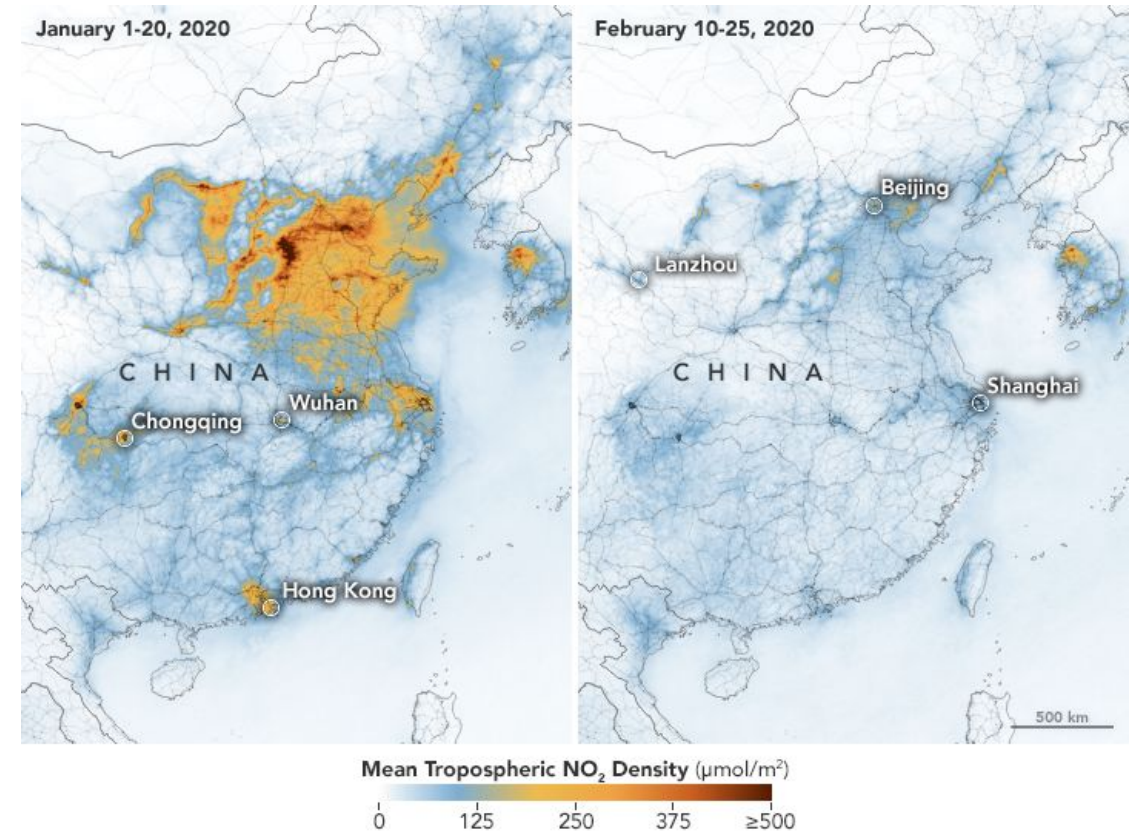 January 1-20, 2020
CHINA
Wuhan
Chongqing
Hong Kong
February 10-25, 2020
Beijing
Lanzhou
CHINA
Shanghai
500 km
Mean Tropospheric NO₂ Density (µmol/m²)
0 125 250 375 ≥500